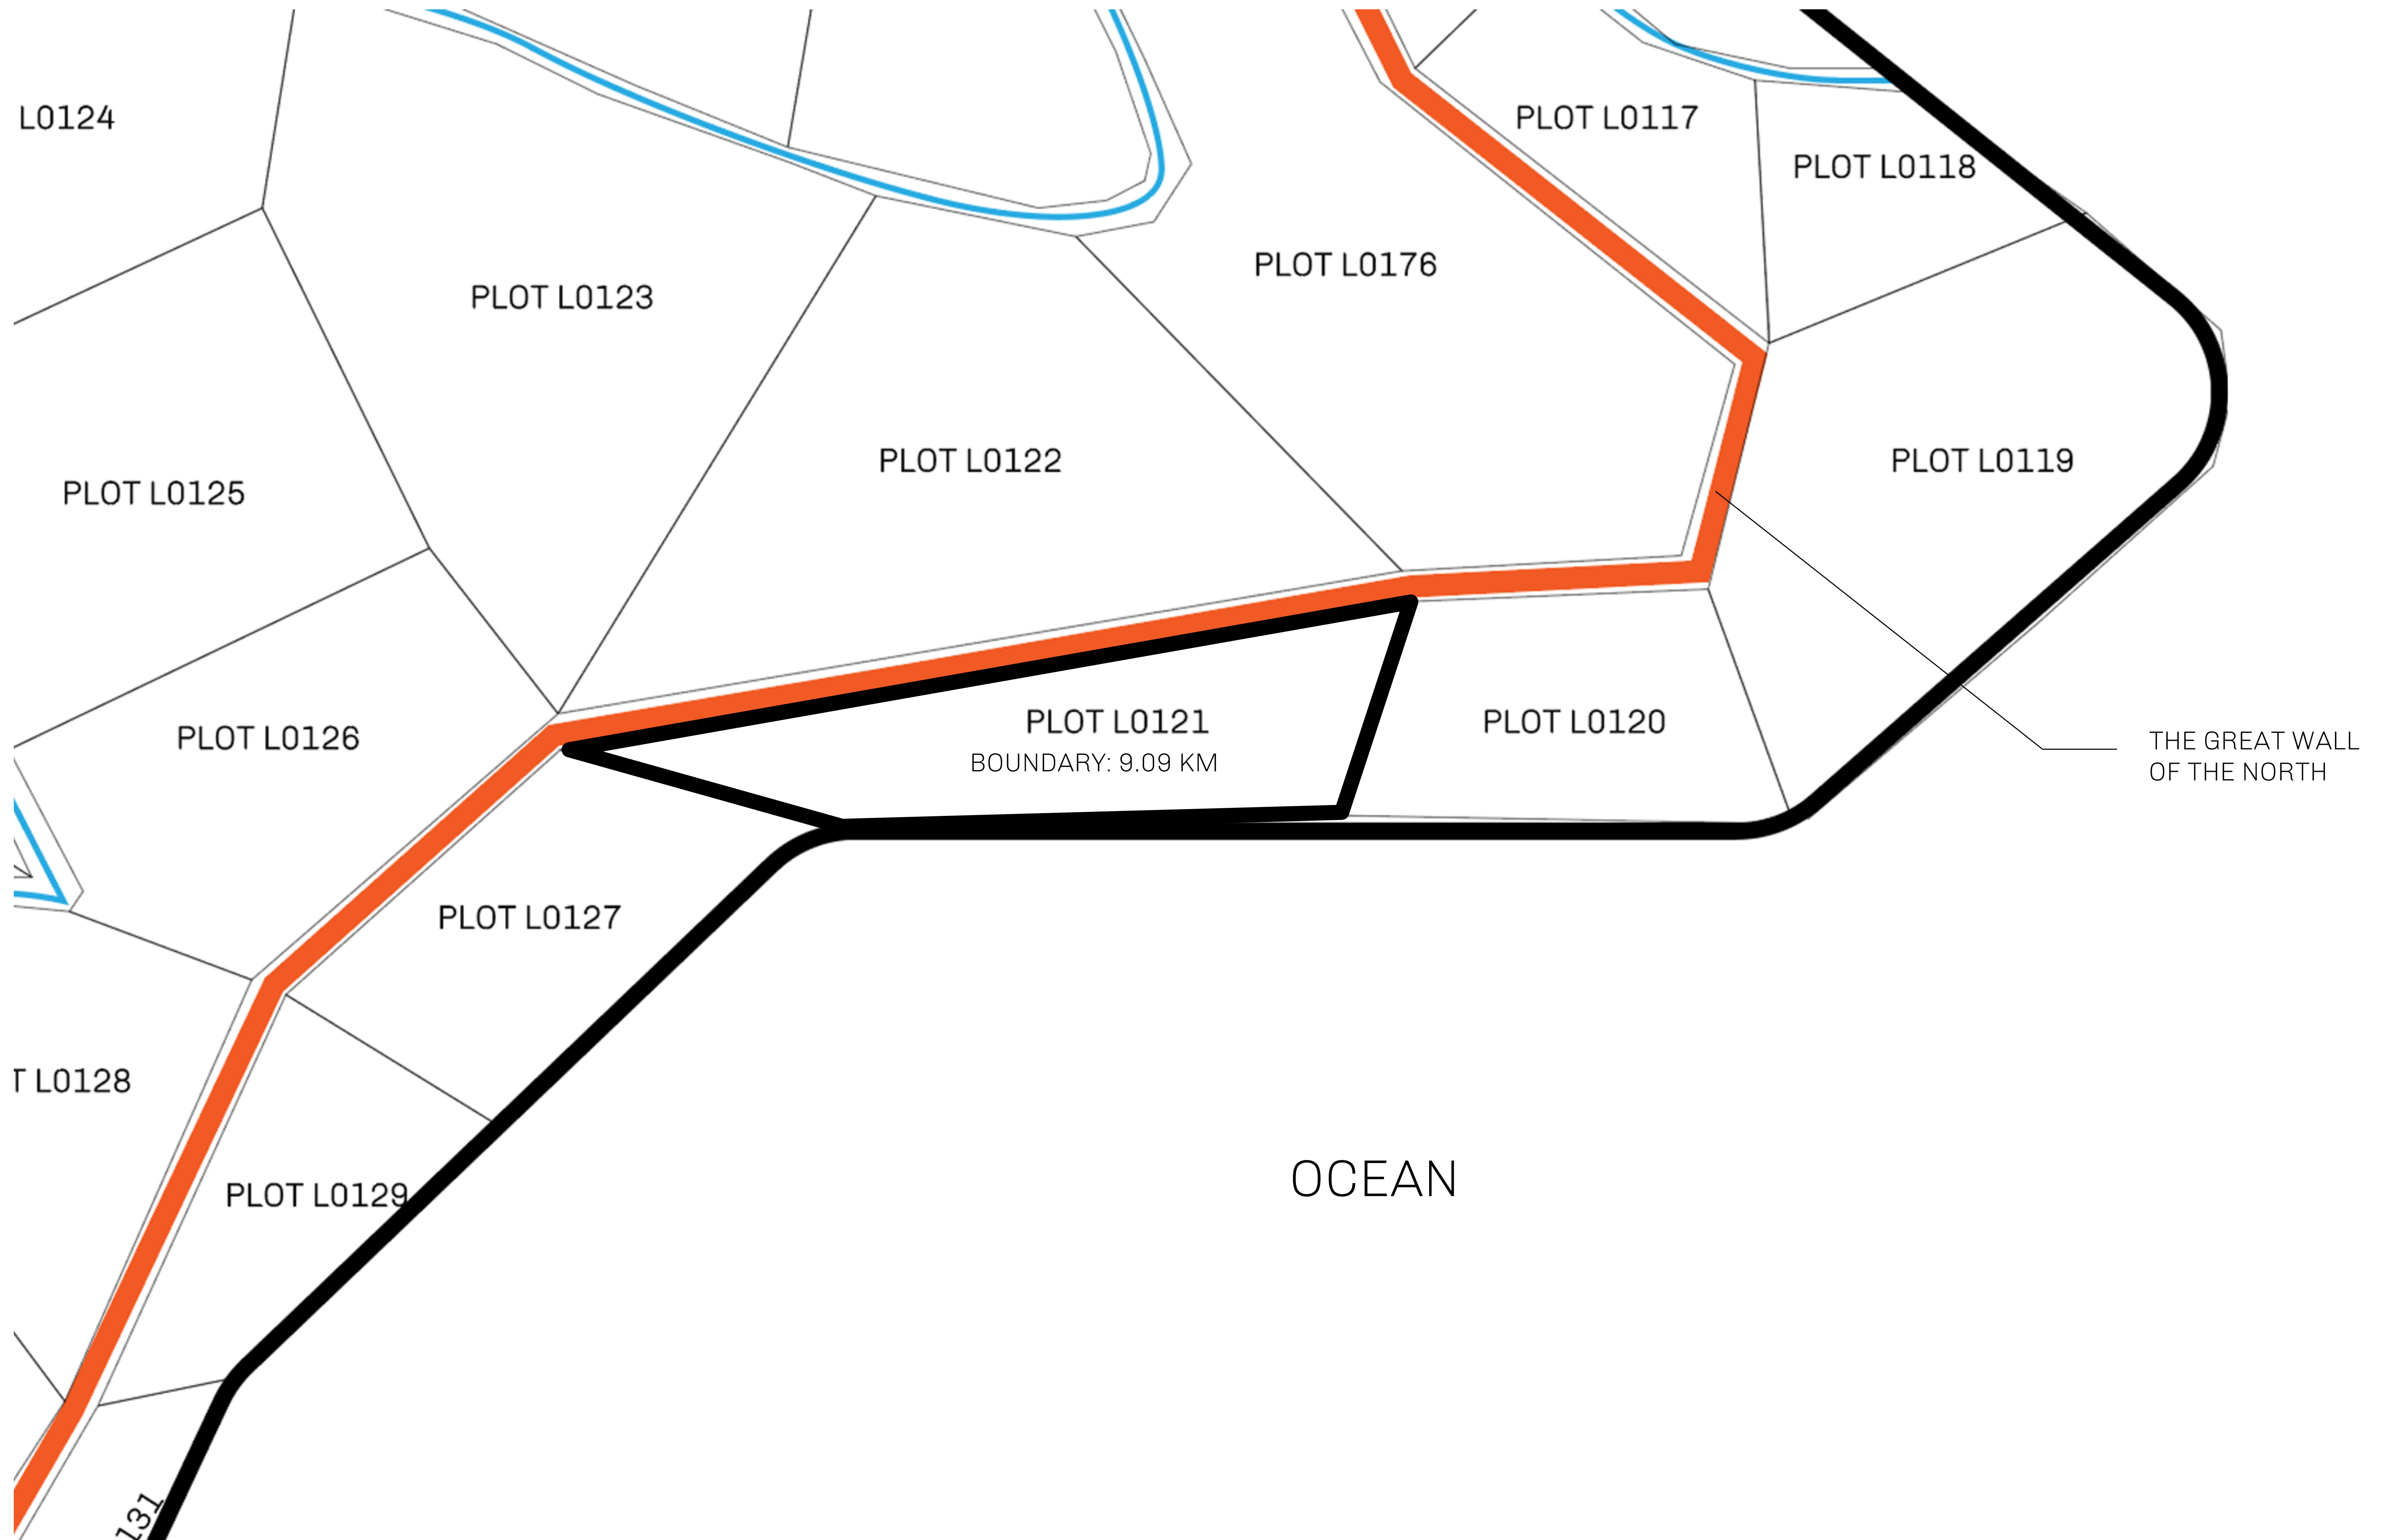 L0124
PLOT L0117
PLOT L0118
PLOT L0176
PLOT L0123
PLOT L0122
PLOT L0119
PLOT L0125
PLOT L0121
PLOT L0120
PLOT L0126
BOUNDARY: 9.09 KM
THE GREAT WALL
OF THE NORTH
PLOT L0127
T L0128
OCEAN
PLOT L0129
131